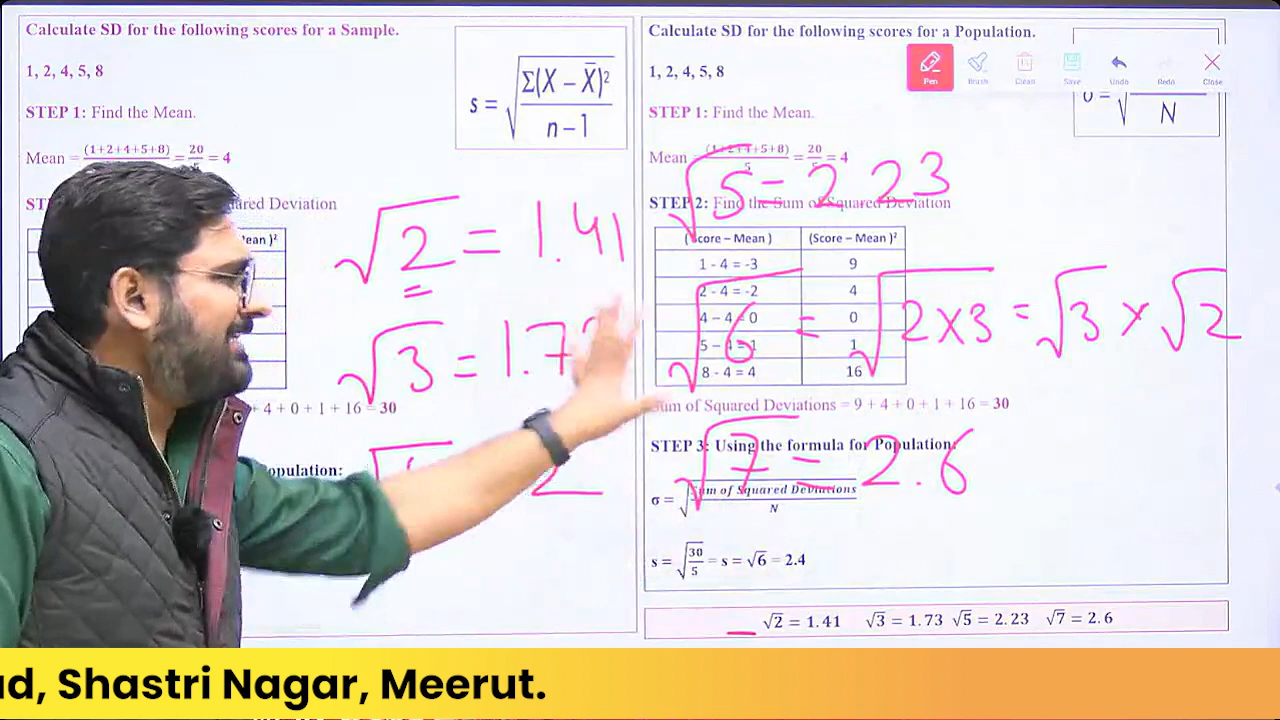 Calculate SD for the following scores for a Sample.
1, 2, 4, 5, 8
s = √ Σ(X – X̄)² / n – 1
STEP 1: Find the Mean.
Mean = (1+2+4+5+8) = 20 = 4
Squared Deviation
√2 = 1.41
√3 = 1.7
+ 4 + 0 + 1 + 16 = 30
Population:
2
Calculate SD for the following scores for a Population.
Pen Brush Clean Save Undo Redo Close
1, 2, 4, 5, 8
σ = √ N
STEP 1: Find the Mean.
Mean = (1+2+4+5+8) / 5 = 20 / 5 = 4
√5 = 2.23
STEP 2: Find the Sum of Squared Deviation
(Score – Mean ) (Score – Mean )²
1 - 4 = -3 9
2 - 4 = -2 4
4 – 4 = 0 0
5 – 4 = 1 1
8 - 4 = 4 16
√6 = √2×3 = √3 × √2
Sum of Squared Deviations = 9 + 4 + 0 + 1 + 16 = 30
STEP 3: Using the formula for Population:
√7 = 2.6
σ = √ Sum of Squared Deviations / N
s = √ 30 / 5 = s = √6 = 2.4
√2 = 1.41 √3 = 1.73 √5 = 2.23 √7 = 2.6
Shastri Nagar, Meerut.